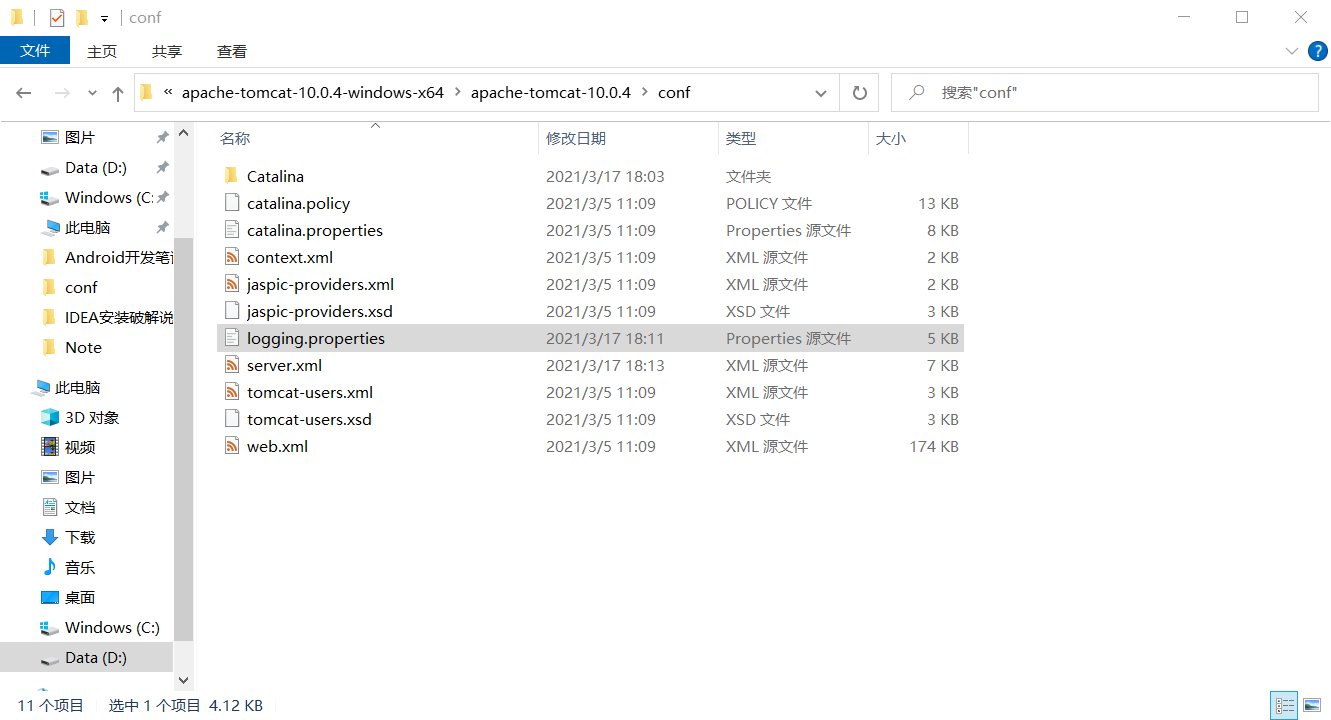 conf
文件 主页 共享 查看
« apache-tomcat-10.0.4-windows-x64 > apache-tomcat-10.0.4 > conf 搜索"conf"
名称 修改日期 类型 大小
图片
Data (D:)
Windows (C:
此电脑
Android开发笔
conf
IDEA安装破解说
Note
此电脑
3D 对象
视频
图片
文档
下载
音乐
桌面
Windows (C:)
Data (D:)
Catalina 2021/3/17 18:03 文件夹
catalina.policy 2021/3/5 11:09 POLICY 文件 13 KB
catalina.properties 2021/3/5 11:09 Properties 源文件 8 KB
context.xml 2021/3/5 11:09 XML 源文件 2 KB
jaspic-providers.xml 2021/3/5 11:09 XML 源文件 2 KB
jaspic-providers.xsd 2021/3/5 11:09 XSD 文件 3 KB
logging.properties 2021/3/17 18:11 Properties 源文件 5 KB
server.xml 2021/3/17 18:13 XML 源文件 7 KB
tomcat-users.xml 2021/3/5 11:09 XML 源文件 3 KB
tomcat-users.xsd 2021/3/5 11:09 XSD 文件 3 KB
web.xml 2021/3/5 11:09 XML 源文件 174 KB
11 个项目 选中 1 个项目 4.12 KB